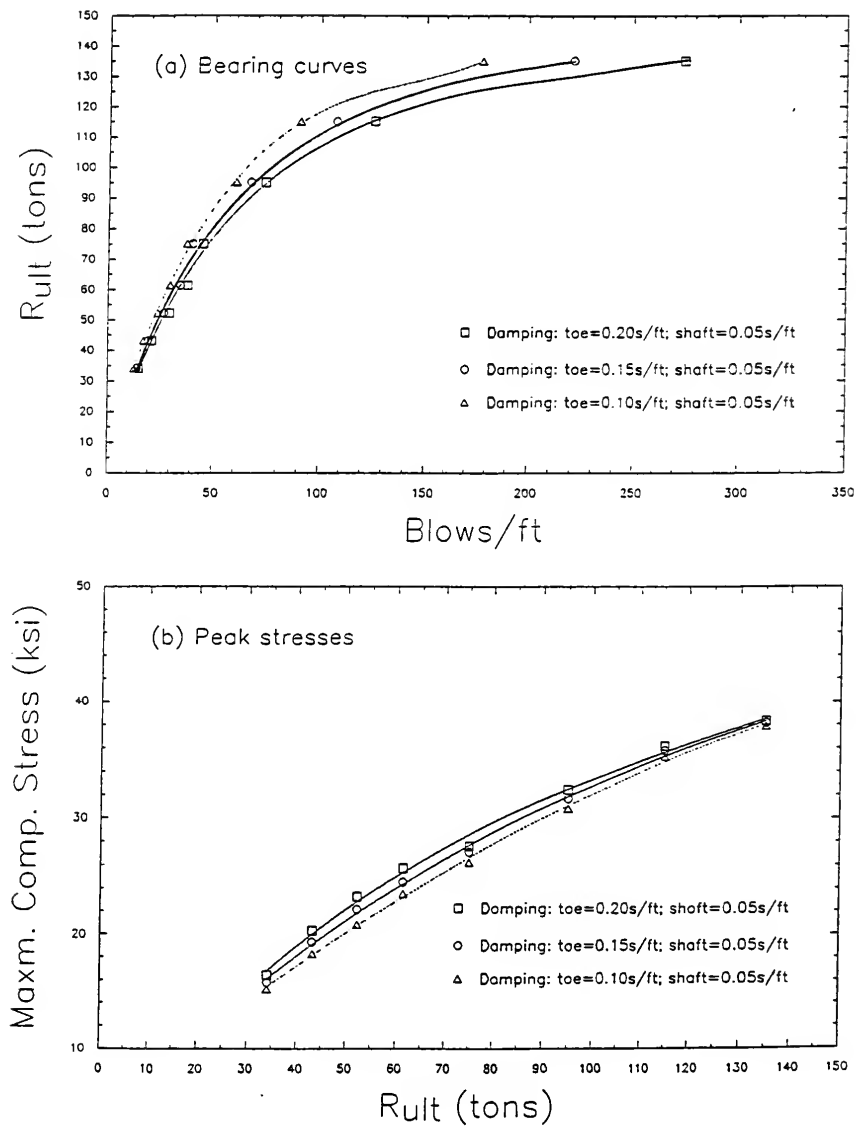 150
140
130
120
110
100
90
80
70
60
50
40
30
20
10
0
Rult (tons)
(a) Bearing curves
Damping: toe=0.20s/ft; shaft=0.05s/ft
Damping: toe=0.15s/ft; shaft=0.05s/ft
Damping: toe=0.10s/ft; shaft=0.05s/ft
0 50 100 150 200 250 300 350
Blows/ft
50
40
30
20
10
Maxm. Comp. Stress (ksi)
(b) Peak stresses
Damping: toe=0.20s/ft; shaft=0.05s/ft
Damping: toe=0.15s/ft; shaft=0.05s/ft
Damping: toe=0.10s/ft; shaft=0.05s/ft
0 10 20 30 40 50 60 70 80 90 100 110 120 130 140 150
Rult (tons)